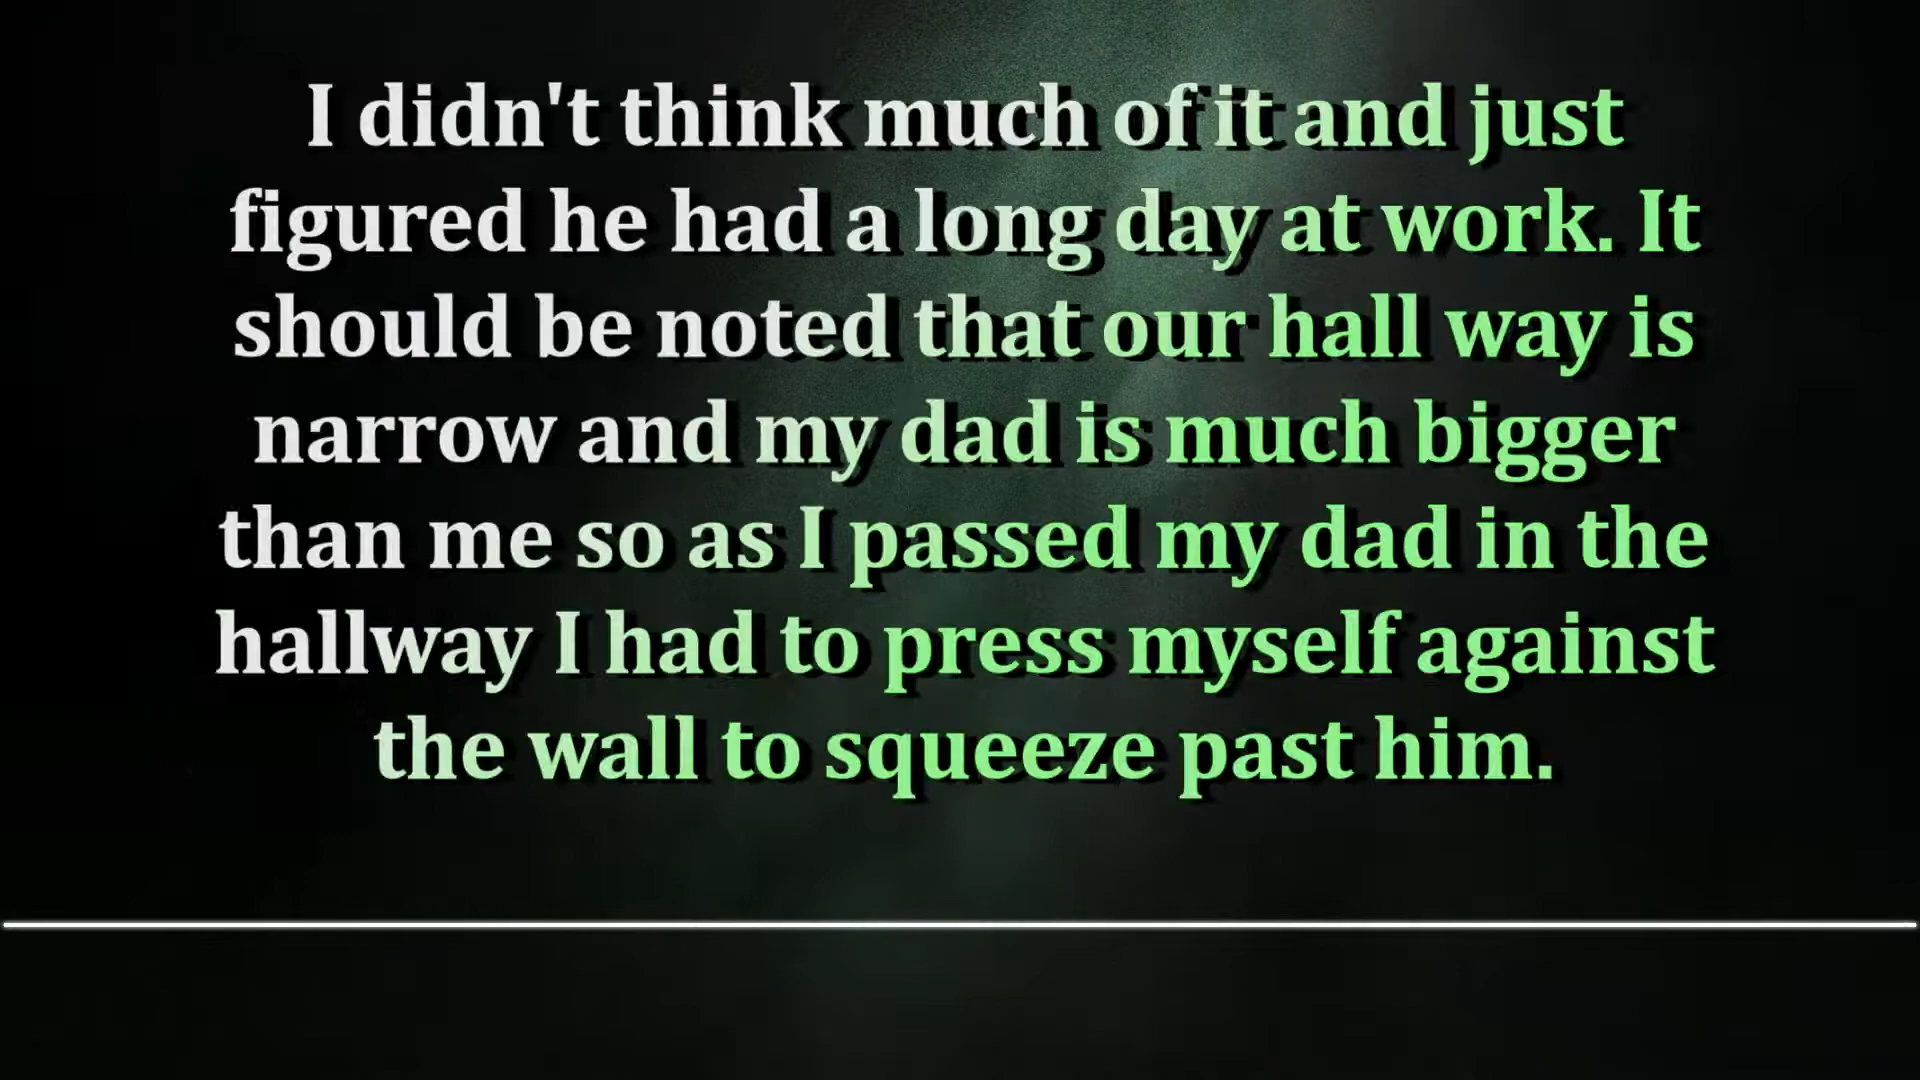 I didn't think much of it and just
figured he had a long day at work. It
should be noted that our hall way is
narrow and my dad is much bigger
than me so as I passed my dad in the
hallway I had to press myself against
the wall to squeeze past him.